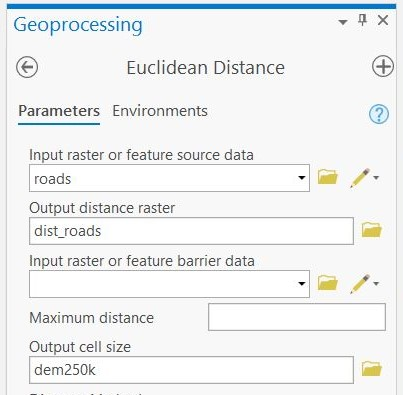 Geoprocessing
Euclidean Distance
Parameters Environments
Input raster or feature source data
roads
Output distance raster
dist_roads
Input raster or feature barrier data
Maximum distance
Output cell size
dem250k